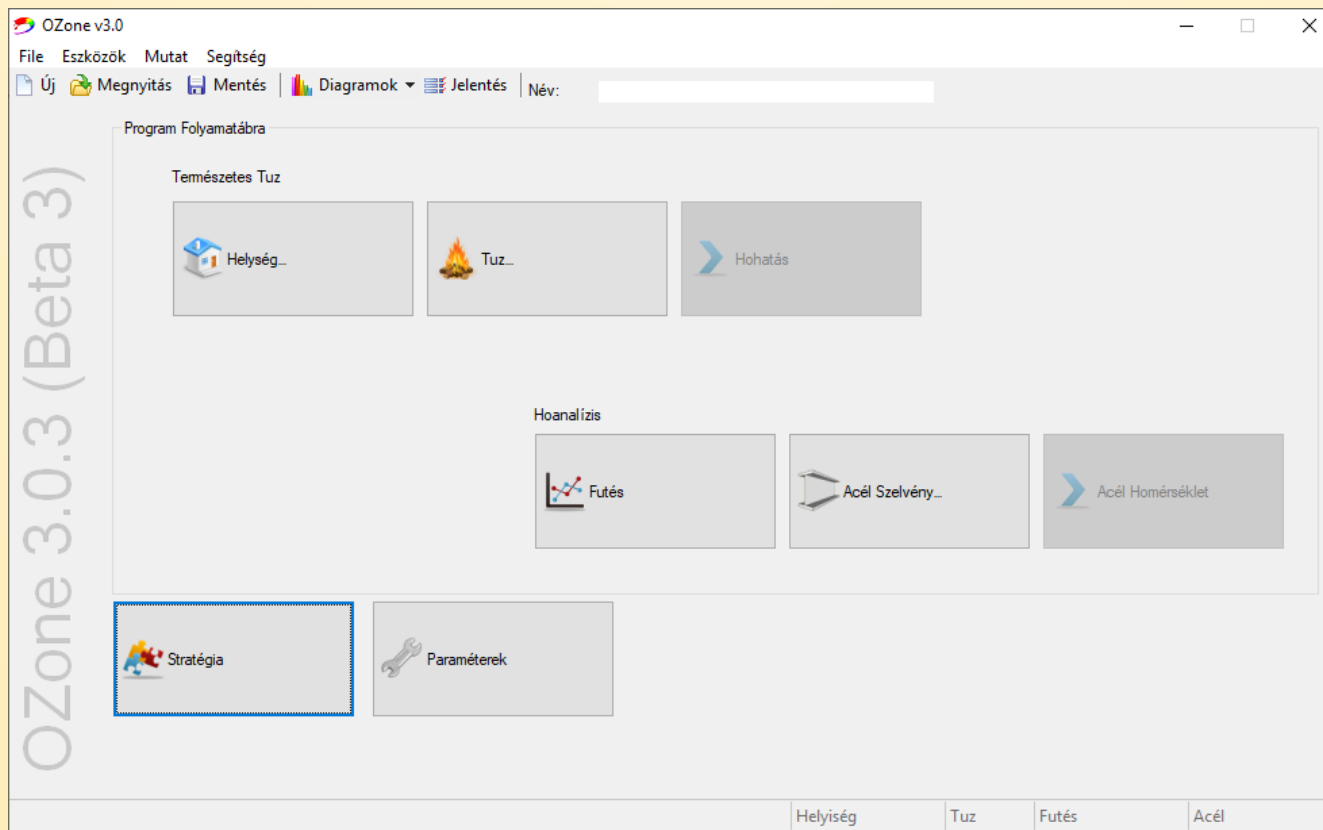 OZone v3.0
File Eszközök Mutat Segítség
Új Megnyitás Mentés Diagramok Jelentés Név:
OZone 3.0.3 (Beta 3)
Program Folyamatábra
Természetes Tuz
Helység... Tuz... Hohatás
Hoanalízis
Futés Acél Szelvény... Acél Homérséklet
Stratégia Paraméterek
Helyiség Tuz Futés Acél